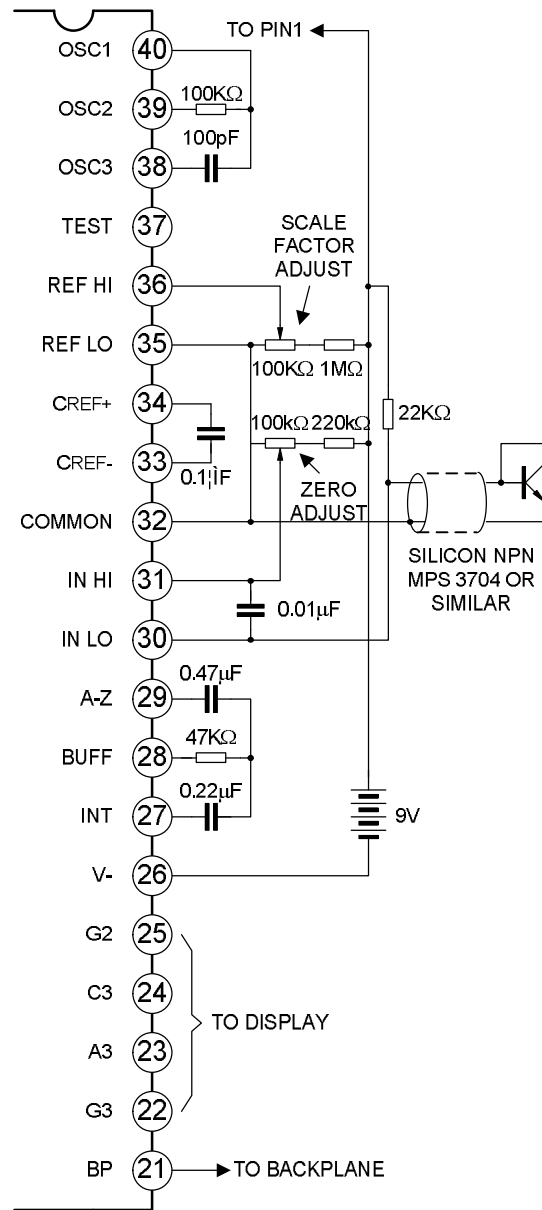 TO PIN1
OSC1 40
100KΩ
OSC2 39
100pF
OSC3 38
TEST 37
SCALE
FACTOR
ADJUST
REF HI 36
REF LO 35
100KΩ 1MΩ
CREF+ 34
100kΩ 220kΩ
22KΩ
CREF- 33
0.1¦ÌF
ZERO
ADJUST
COMMON 32
SILICON NPN
MPS 3704 OR
SIMILAR
IN HI 31
0.01µF
IN LO 30
0.47µF
A-Z 29
47KΩ
BUFF 28
0.22µF
INT 27
9V
V- 26
G2 25
C3 24
TO DISPLAY
A3 23
G3 22
BP 21
TO BACKPLANE